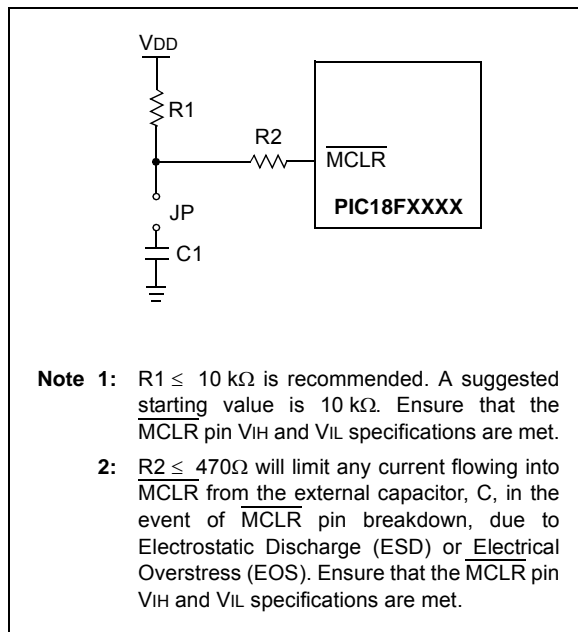 VDD
R1
R2
MCLR
PIC18FXXXX
JP
C1
Note 1: R1 ≤ 10 kΩ is recommended. A suggested
starting value is 10 kΩ. Ensure that the
MCLR pin VIH and VIL specifications are met.
2: R2 ≤ 470Ω will limit any current flowing into
MCLR from the external capacitor, C, in the
event of MCLR pin breakdown, due to
Electrostatic Discharge (ESD) or Electrical
Overstress (EOS). Ensure that the MCLR pin
VIH and VIL specifications are met.